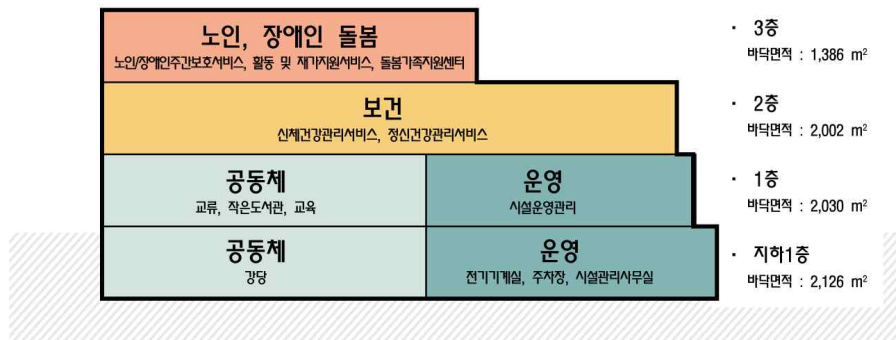 노인, 장애인 돌봄
노인/장애인주간보호서비스, 활동 및 재가지원서비스, 돌봄가족지원센터
· 3층
바닥면적 : 1,386 m²
보건
신체건강관리서비스, 정신건강관리서비스
· 2층
바닥면적 : 2,002 m²
공동체
교류, 작은도서관, 교육
운영
시설운영관리
· 1층
바닥면적 : 2,030 m²
공동체
강당
운영
전기기계실, 주차장, 시설관리사무실
· 지하1층
바닥면적 : 2,126 m²